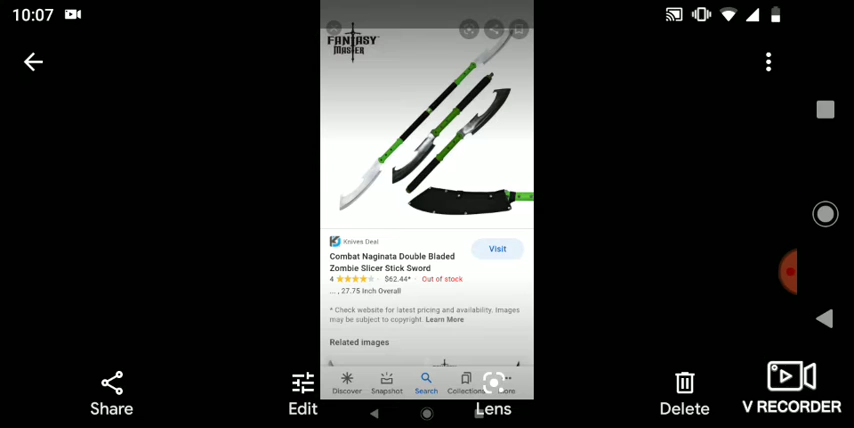 10:07
FANTASY
MASTER
Knives Deal
Visit
Combat Naginata Double Bladed
Zombie Slicer Stick Sword
4 · $62.44* · Out of stock
... , 27.75 Inch Overall
* Check website for latest pricing and availability. Images
may be subject to copyright. Learn More
Related images
Discover Snapshot Search Collections More
Share Edit Lens Delete V RECORDER